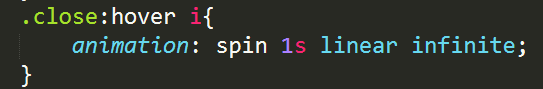 .close:hover i{
    animation: spin 1s linear infinite;
}